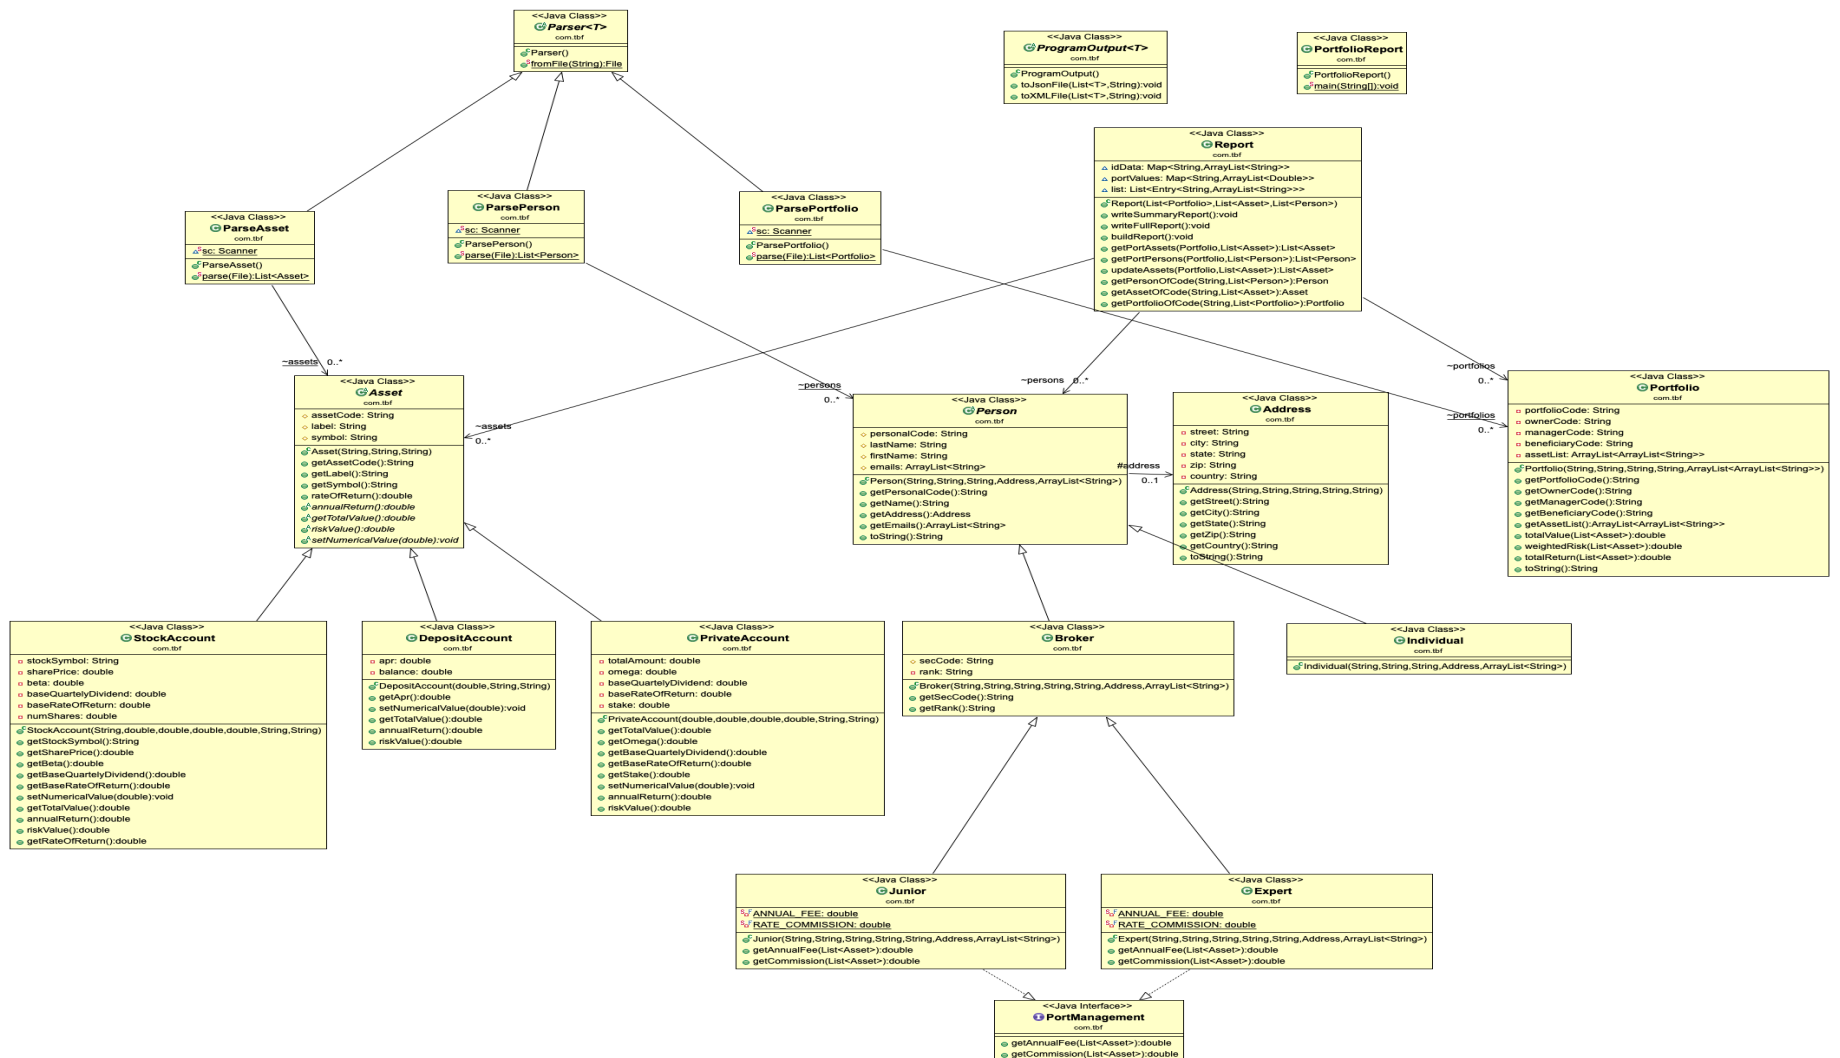 <<Java Class>>
Parser<T>
com.tbf
Parser()
fromFile(String):File
<<Java Class>>
ProgramOutput<T>
com.tbf
ProgramOutput()
toJsonFile(List<T>,String):void
toXMLFile(List<T>,String):void
<<Java Class>>
PortfolioReport
com.tbf
PortfolioReport()
main(String[]):void
<<Java Class>>
Report
com.tbf
idData: Map<String,ArrayList<String>>
portValues: Map<String,ArrayList<Double>>
list: List<Entry<String,ArrayList<String>>>
Report(List<Portfolio>,List<Asset>,List<Person>)
writeSummaryReport():void
writeFullReport():void
buildReport():void
getPortAssets(Portfolio,List<Asset>):List<Asset>
getPortPersons(Portfolio,List<Person>):List<Person>
updateAssets(Portfolio,List<Asset>):List<Asset>
getPersonOfCode(String,List<Person>):Person
getAssetOfCode(String,List<Asset>):Asset
getPortfolioOfCode(String,List<Portfolio>):Portfolio
<<Java Class>>
ParseAsset
com.tbf
sc: Scanner
ParseAsset()
parse(File):List<Asset>
<<Java Class>>
ParsePerson
com.tbf
sc: Scanner
ParsePerson()
parse(File):List<Person>
<<Java Class>>
ParsePortfolio
com.tbf
sc: Scanner
ParsePortfolio()
parse(File):List<Portfolio>
~assets 0..*
~persons
0..*
~persons 0..*
~portfolios
0..*
~assets
0..*
~portfolios
0..*
<<Java Class>>
Asset
com.tbf
assetCode: String
label: String
symbol: String
Asset(String,String,String)
getAssetCode():String
getLabel():String
getSymbol():String
rateOfReturn():double
annualReturn():double
getTotalValue():double
riskValue():double
setNumericalValue(double):void
<<Java Class>>
Person
com.tbf
personalCode: String
lastName: String
firstName: String
emails: ArrayList<String>
Person(String,String,String,Address,ArrayList<String>)
getPersonalCode():String
getName():String
getAddress():Address
getEmails():ArrayList<String>
toString():String
#address
0..1
<<Java Class>>
Address
com.tbf
street: String
city: String
state: String
zip: String
country: String
Address(String,String,String,String,String)
getStreet():String
getCity():String
getState():String
getZip():String
getCountry():String
toString():String
<<Java Class>>
Portfolio
com.tbf
portfolioCode: String
ownerCode: String
managerCode: String
beneficiaryCode: String
assetList: ArrayList<ArrayList<String>>
Portfolio(String,String,String,String,ArrayList<ArrayList<String>>)
getPortfolioCode():String
getOwnerCode():String
getManagerCode():String
getBeneficiaryCode():String
getAssetList():ArrayList<ArrayList<String>>
totalValue(List<Asset>):double
weightedRisk(List<Asset>):double
totalReturn(List<Asset>):double
toString():String
<<Java Class>>
StockAccount
com.tbf
stockSymbol: String
sharePrice: double
beta: double
baseQuartelyDividend: double
baseRateOfReturn: double
numShares: double
StockAccount(String,double,double,double,double,String,String)
getStockSymbol():String
getSharePrice():double
getBeta():double
getBaseQuartelyDividend():double
getBaseRateOfReturn():double
setNumericalValue(double):void
getTotalValue():double
annualReturn():double
riskValue():double
getRateOfReturn():double
<<Java Class>>
DepositAccount
com.tbf
apr: double
balance: double
DepositAccount(double,String,String)
getApr():double
setNumericalValue(double):void
getTotalValue():double
annualReturn():double
riskValue():double
<<Java Class>>
PrivateAccount
com.tbf
totalAmount: double
omega: double
baseQuartelyDividend: double
baseRateOfReturn: double
stake: double
PrivateAccount(double,double,double,double,String,String)
getTotalValue():double
getOmega():double
getBaseQuartelyDividend():double
getBaseRateOfReturn():double
getStake():double
setNumericalValue(double):void
annualReturn():double
riskValue():double
<<Java Class>>
Broker
com.tbf
secCode: String
rank: String
Broker(String,String,String,String,String,Address,ArrayList<String>)
getSecCode():String
getRank():String
<<Java Class>>
Individual
com.tbf
Individual(String,String,String,Address,ArrayList<String>)
<<Java Class>>
Junior
com.tbf
ANNUAL_FEE: double
RATE_COMMISSION: double
Junior(String,String,String,String,String,Address,ArrayList<String>)
getAnnualFee(List<Asset>):double
getCommission(List<Asset>):double
<<Java Class>>
Expert
com.tbf
ANNUAL_FEE: double
RATE_COMMISSION: double
Expert(String,String,String,String,String,Address,ArrayList<String>)
getAnnualFee(List<Asset>):double
getCommission(List<Asset>):double
<<Java Interface>>
PortManagement
com.tbf
getAnnualFee(List<Asset>):double
getCommission(List<Asset>):double